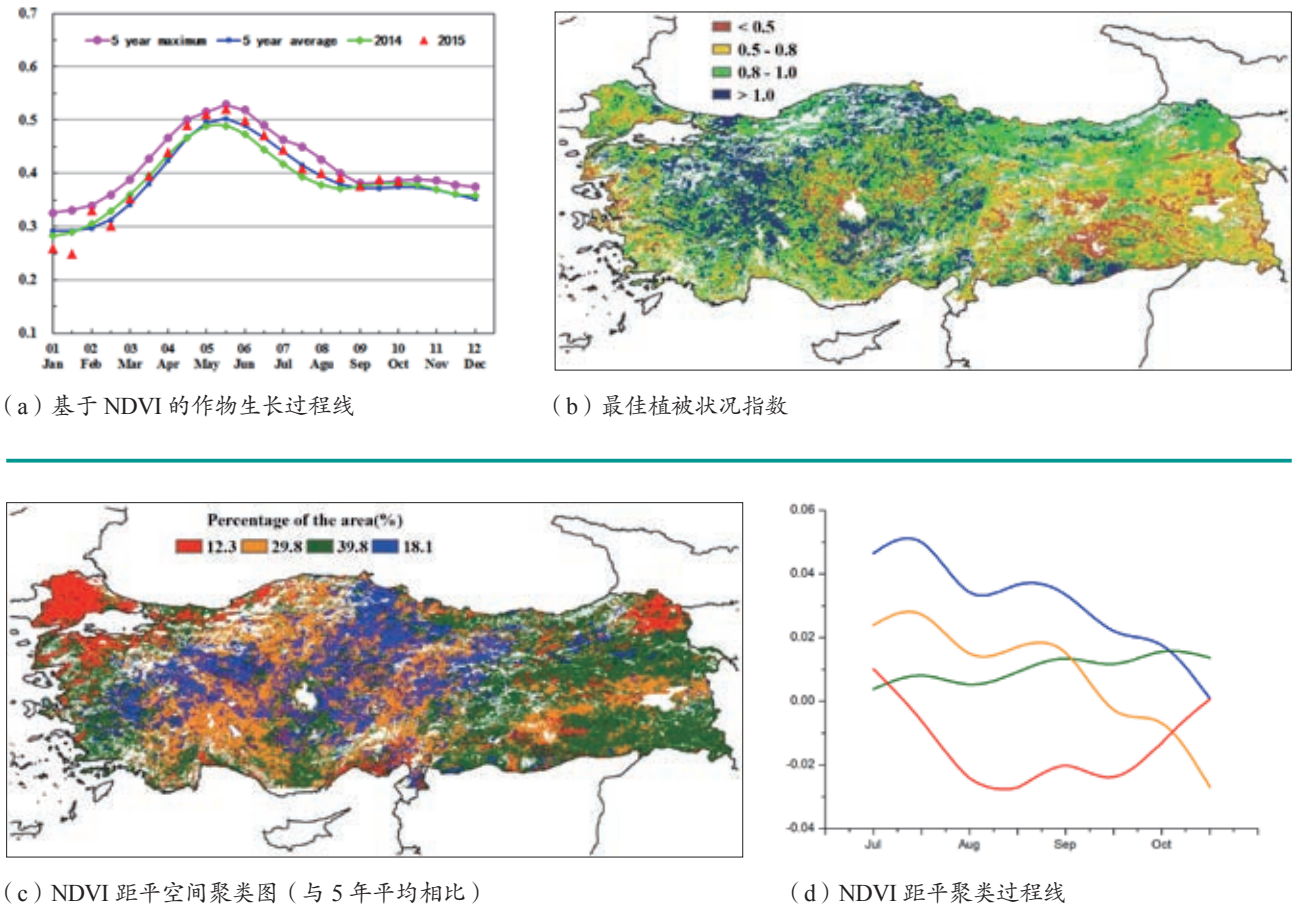 0.7
5 year maximum 5 year average 2014 2015
0.6
0.5
0.4
0.3
0.2
0.1
01 02 03 04 05 06 07 08 09 10 11 12
Jan Feb Mar Apr May Jun Jul Agu Sep Oct Nov Dec
< 0.5
0.5 - 0.8
0.8 - 1.0
> 1.0
（a）基于 NDVI 的作物生长过程线
（b）最佳植被状况指数
Percentage of the area(%)
12.3 29.8 39.8 18.1
0.06
0.04
0.02
0.00
-0.02
-0.04
Jul Aug Sep Oct
（c）NDVI 距平空间聚类图（与 5 年平均相比）
（d）NDVI 距平聚类过程线